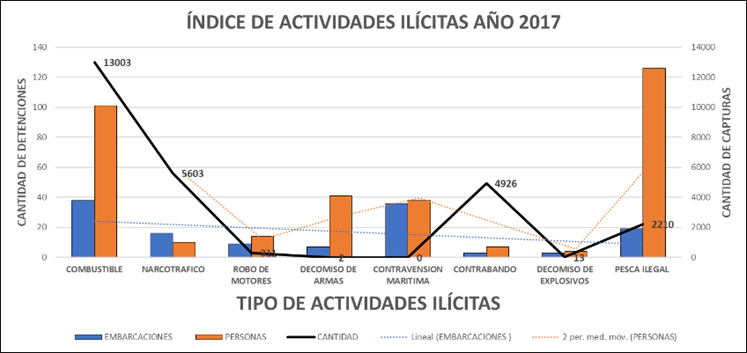 ÍNDICE DE ACTIVIDADES ILÍCITAS AÑO 2017
CANTIDAD DE DETENCIONES
140
120
100
80
60
40
20
0
14000
12000
10000
8000
6000
4000
2000
0
CANTIDAD DE CAPTURAS
13003
5603
211
2
0
4926
13
2210
COMBUSTIBLE
NARCOTRAFICO
ROBO DE
MOTORES
DECOMISO DE
ARMAS
CONTRAVENSION
MARITIMA
CONTRABANDO
DECOMISO DE
EXPLOSIVOS
PESCA ILEGAL
TIPO DE ACTIVIDADES ILÍCITAS
EMBARCACIONES
PERSONAS
CANTIDAD
Lineal (EMBARCACIONES )
2 per. med. móv. (PERSONAS)